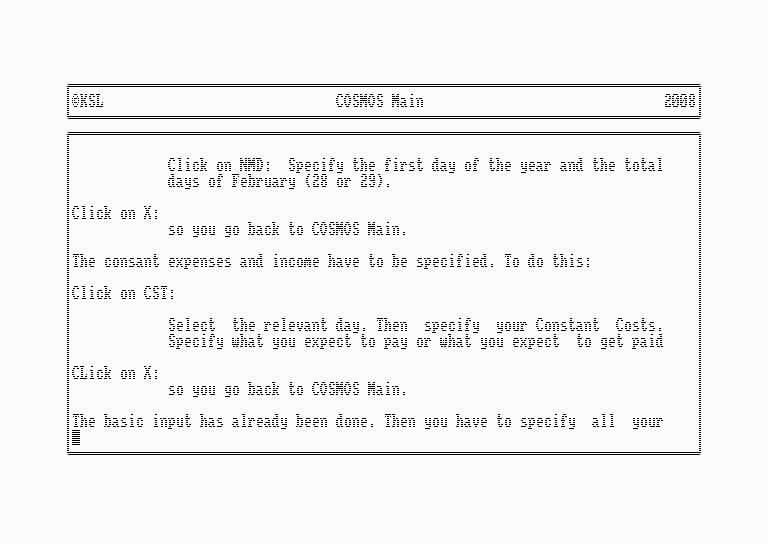 ©KSL COSMOS Main 2008
Click on NMD:  Specify the first day of the year and the total
days of February (28 or 29).
Click on X:
so you go back to COSMOS Main.
The consant expenses and income have to be specified. To do this:
Click on CST:
Select  the relevant day. Then  specify  your Constant  Costs.
Specify what you expect to pay or what you expect  to get paid
CLick on X:
so you go back to COSMOS Main.
The basic input has already been done. Then you have to specify  all  your